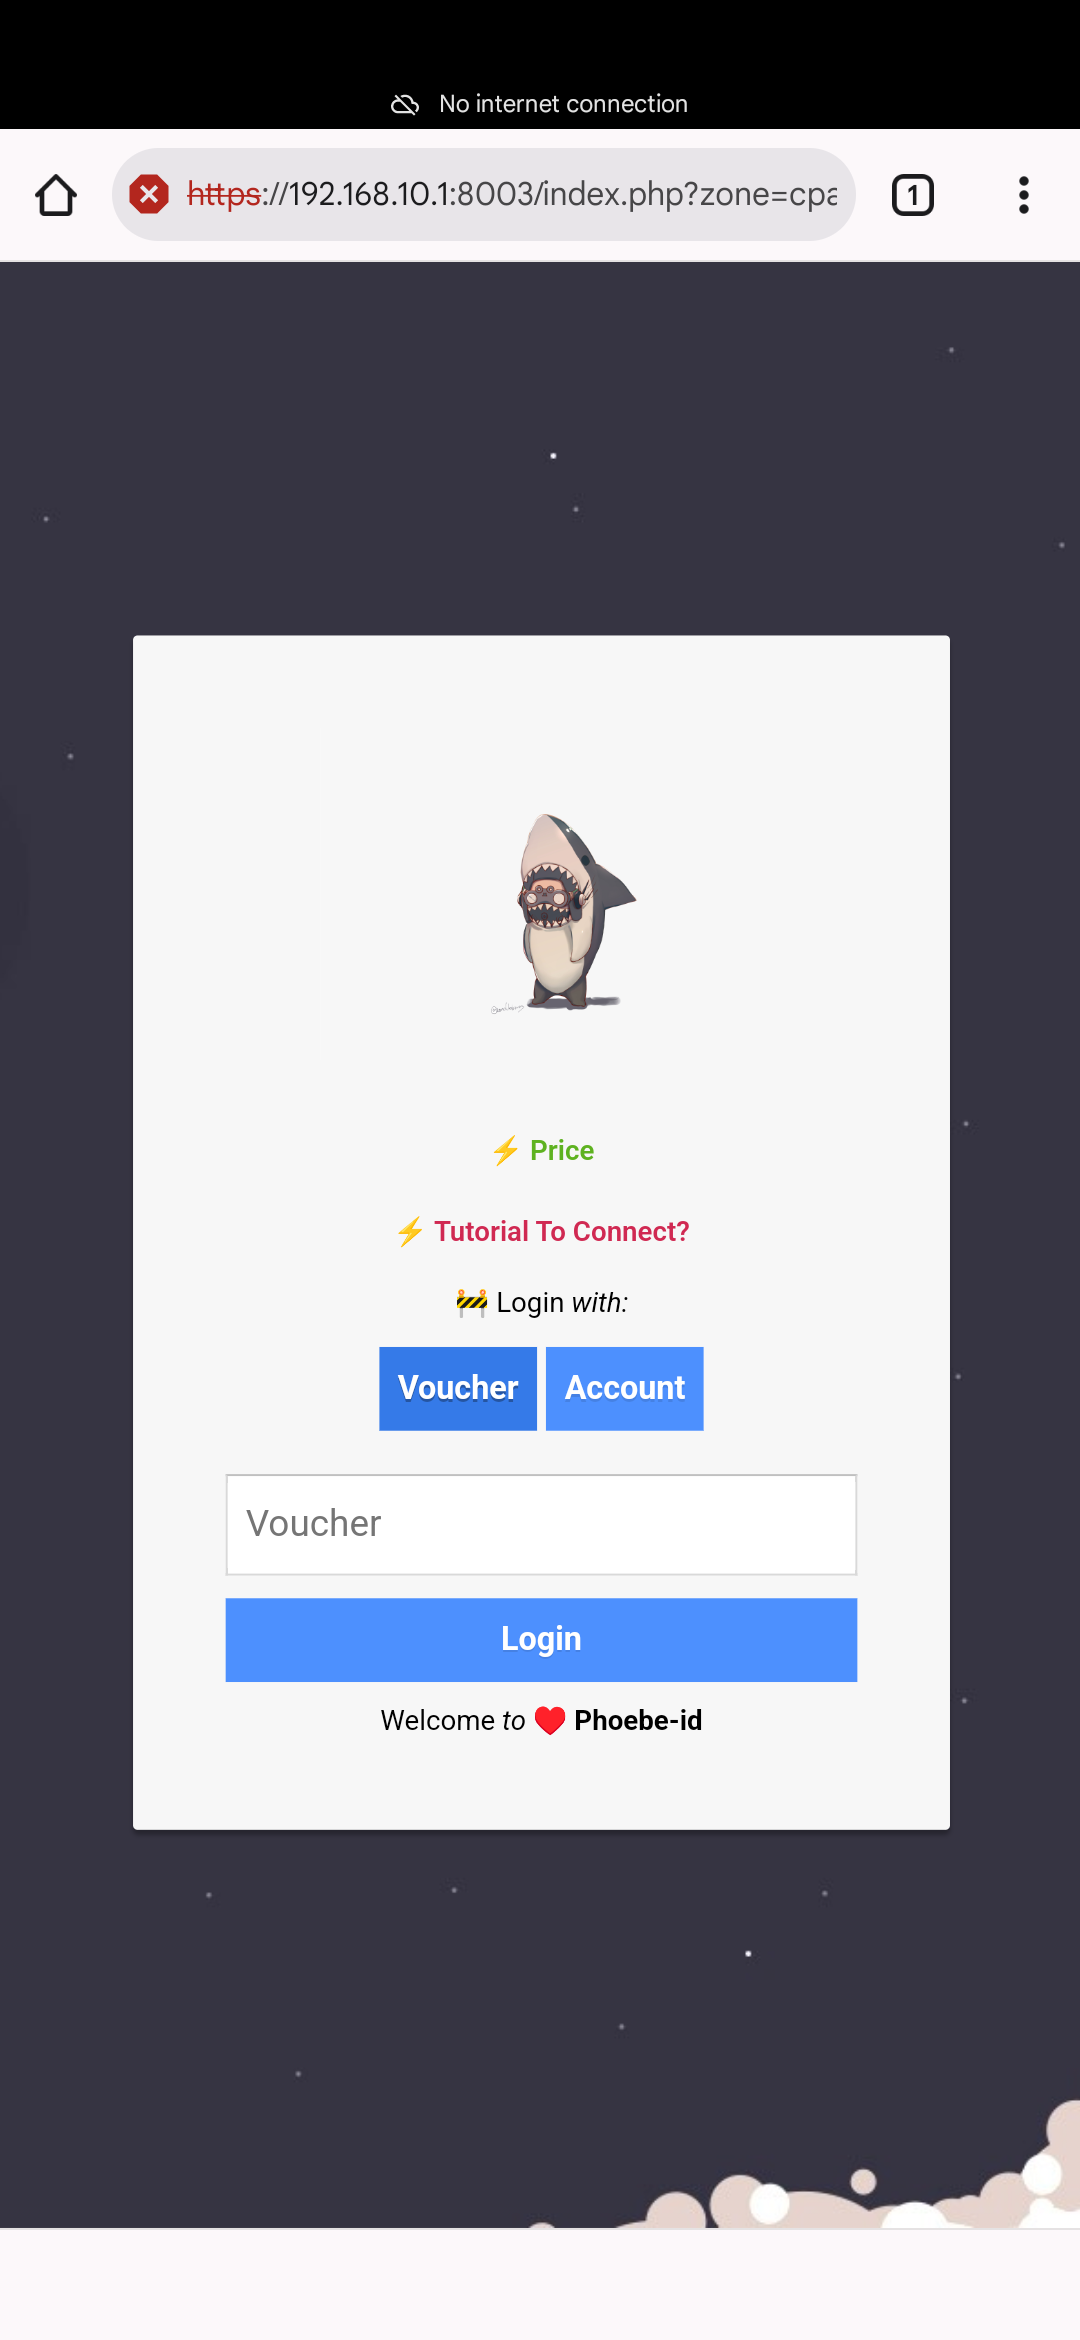 No internet connection
https://192.168.10.1:8003/index.php?zone=cpa
1
⚡ Price
⚡ Tutorial To Connect?
🚧 Login with:
Voucher Account
Voucher
Login
Welcome to ❤️ Phoebe-id